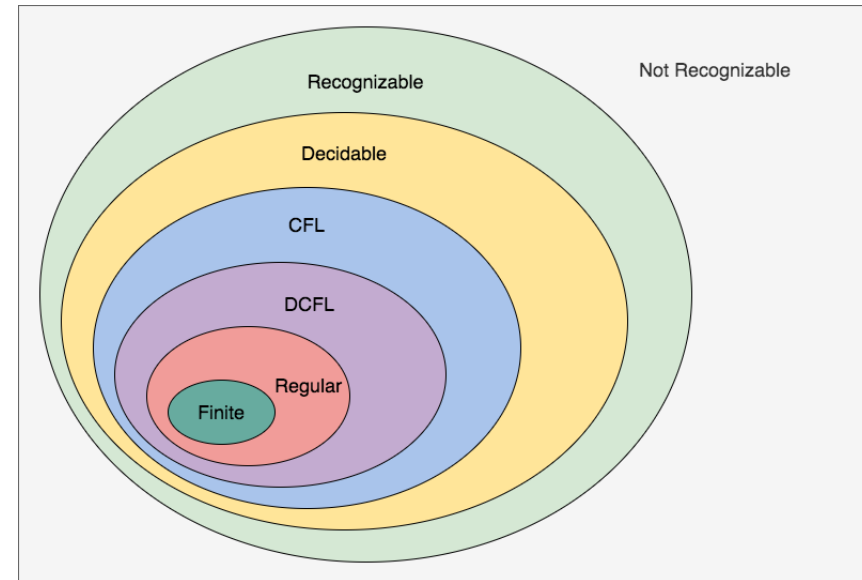 Recognizable
Not Recognizable
Decidable
CFL
DCFL
Regular
Finite